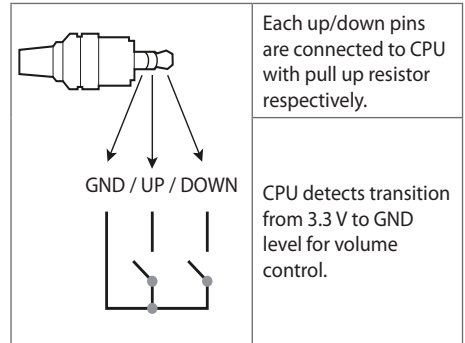 Each up/down pins
are connected to CPU
with pull up resistor
respectively.
GND / UP / DOWN
CPU detects transition
from 3.3 V to GND
level for volume
control.